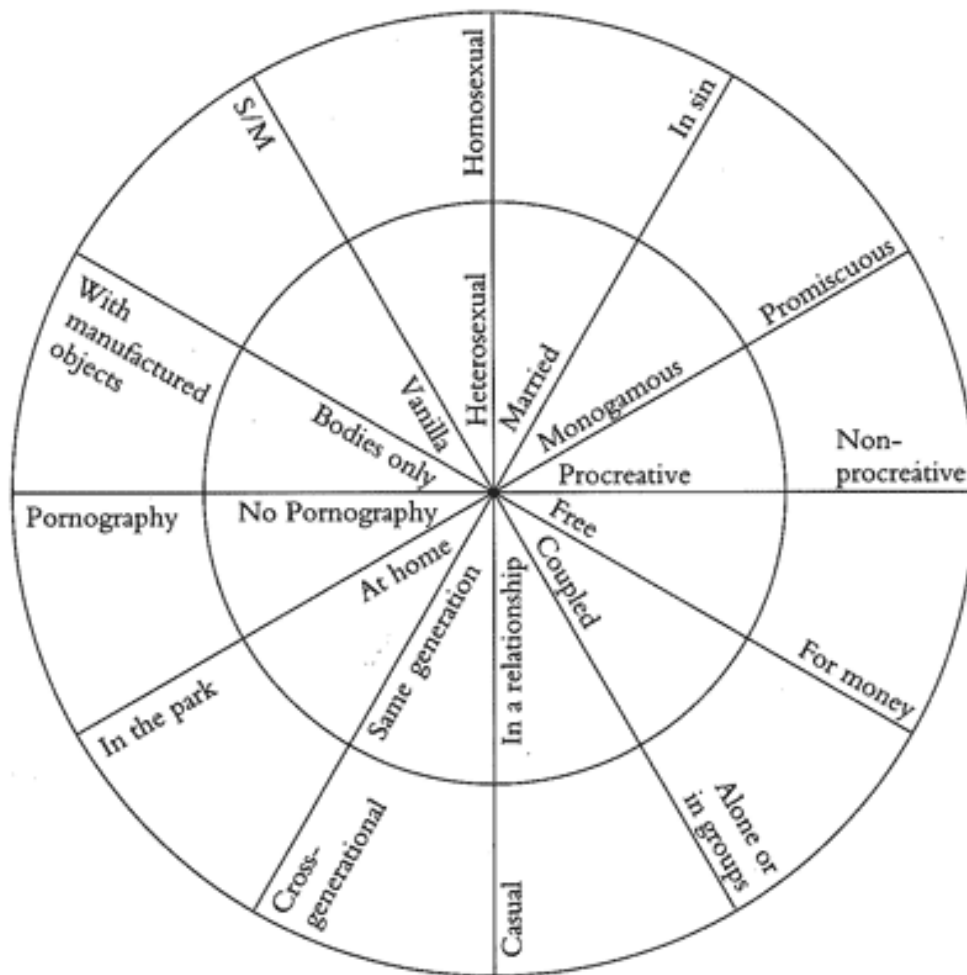 Homosexual
Heterosexual
In sin
Married
Promiscuous
Monogamous
Non-
procreative
Procreative
For money
Free
Alone or
in groups
Coupled
Casual
In a relationship
Cross-
generational
Same generation
In the park
At home
Pornography
No Pornography
With
manufactured
objects
Bodies only
S/M
Vanilla